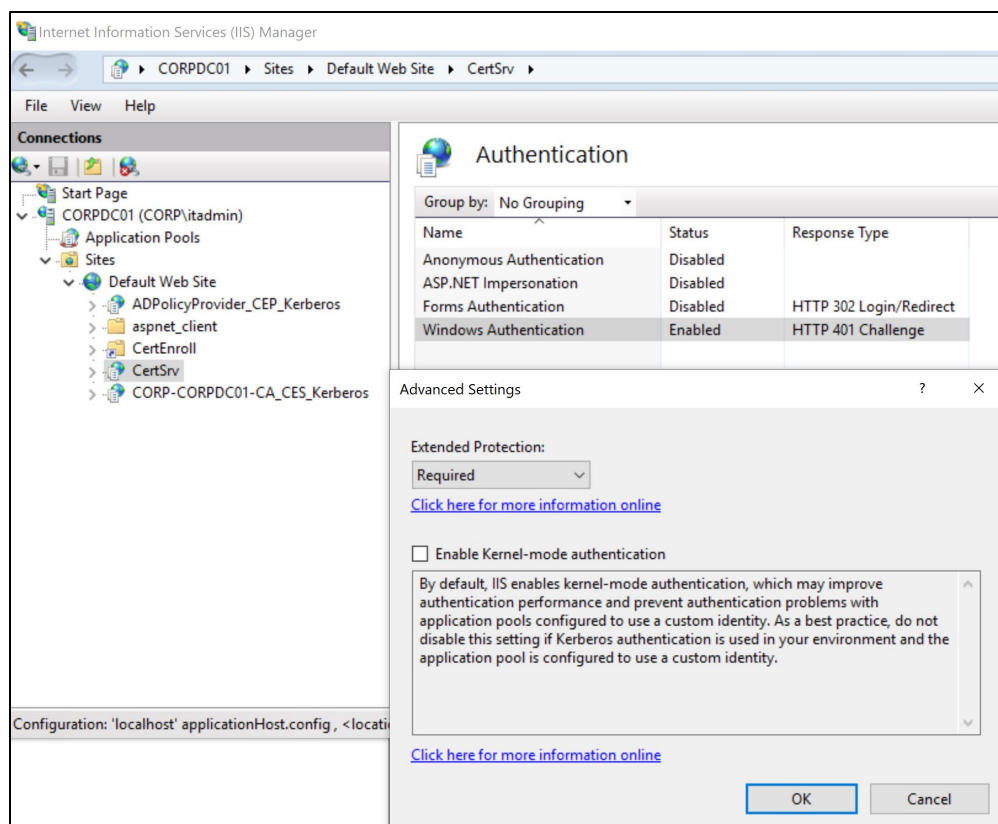 Internet Information Services (IIS) Manager
CORPDC01 Sites Default Web Site CertSrv
File View Help
Connections
Start Page
CORPDC01 (CORP\itadmin)
Application Pools
Sites
Default Web Site
ADPolicyProvider_CEP_Kerberos
aspnet_client
CertEnroll
CertSrv
CORP-CORPDC01-CA_CES_Kerberos
Configuration: 'localhost' applicationHost.config , <locati
Authentication
Group by: No Grouping
Name Status Response Type
Anonymous Authentication Disabled
ASP.NET Impersonation Disabled
Forms Authentication Disabled HTTP 302 Login/Redirect
Windows Authentication Enabled HTTP 401 Challenge
Advanced Settings ?
Extended Protection:
Required
Click here for more information online
Enable Kernel-mode authentication
By default, IIS enables kernel-mode authentication, which may improve
authentication performance and prevent authentication problems with
application pools configured to use a custom identity. As a best practice, do not
disable this setting if Kerberos authentication is used in your environment and the
application pool is configured to use a custom identity.
Click here for more information online
OK Cancel